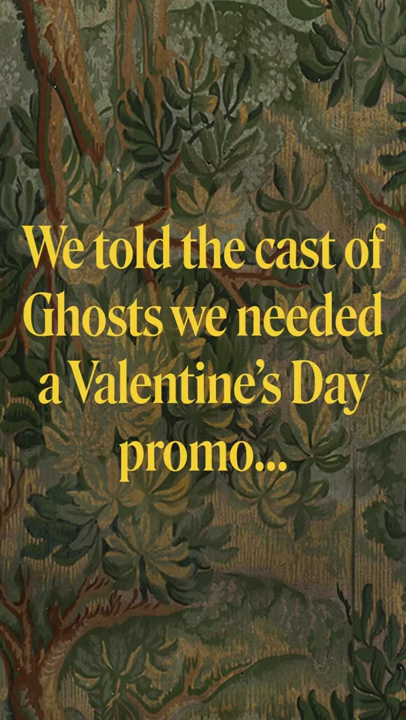 We told the cast of
Ghosts we needed
a Valentine’s Day
promo...